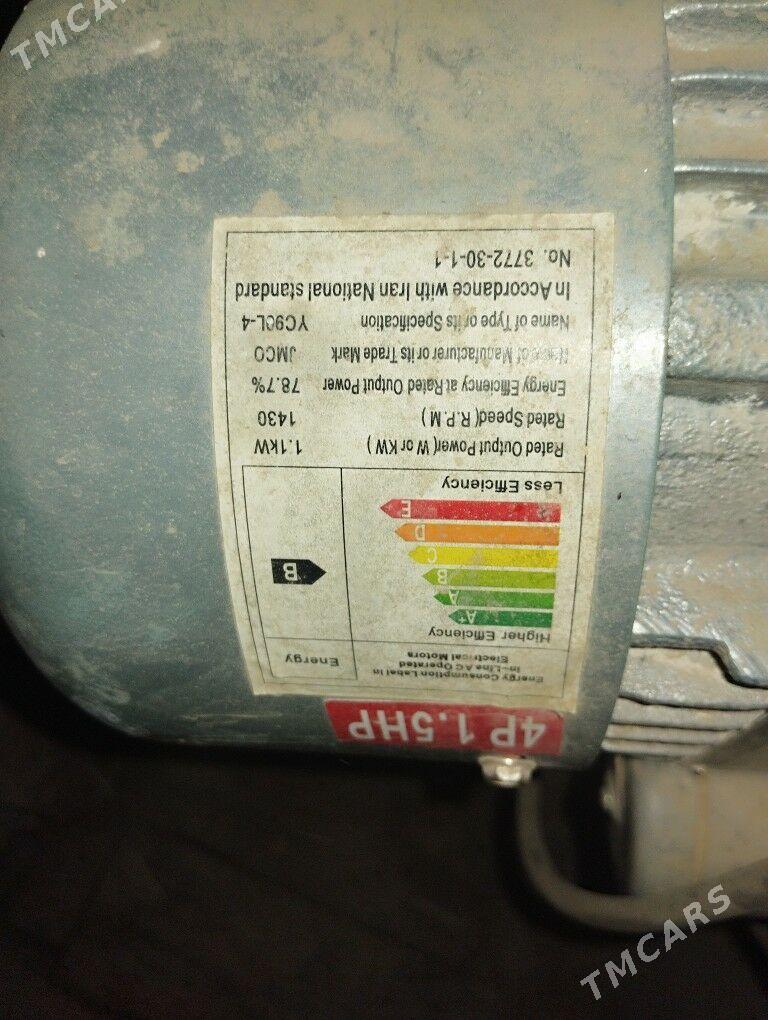 TMCARS
4P 1.5HP
Energy Consumption Label in
In-Line AC Operated
Electrical Motors
Energy
Higher Efficiency
A+
A
B
C
D
E
B
Less Efficiency
Rated Output Power(W or KW) 1.1KW
Rated Speed(R.P.M) 1430
Energy Efficiency at Rated Output Power 78.7%
Name of Manufacturer or its Trade Mark JMCO
Name of Type or its Specification YC90L-4
In Accordance with Iran National standard
No. 3772-30-1-1
TMCARS